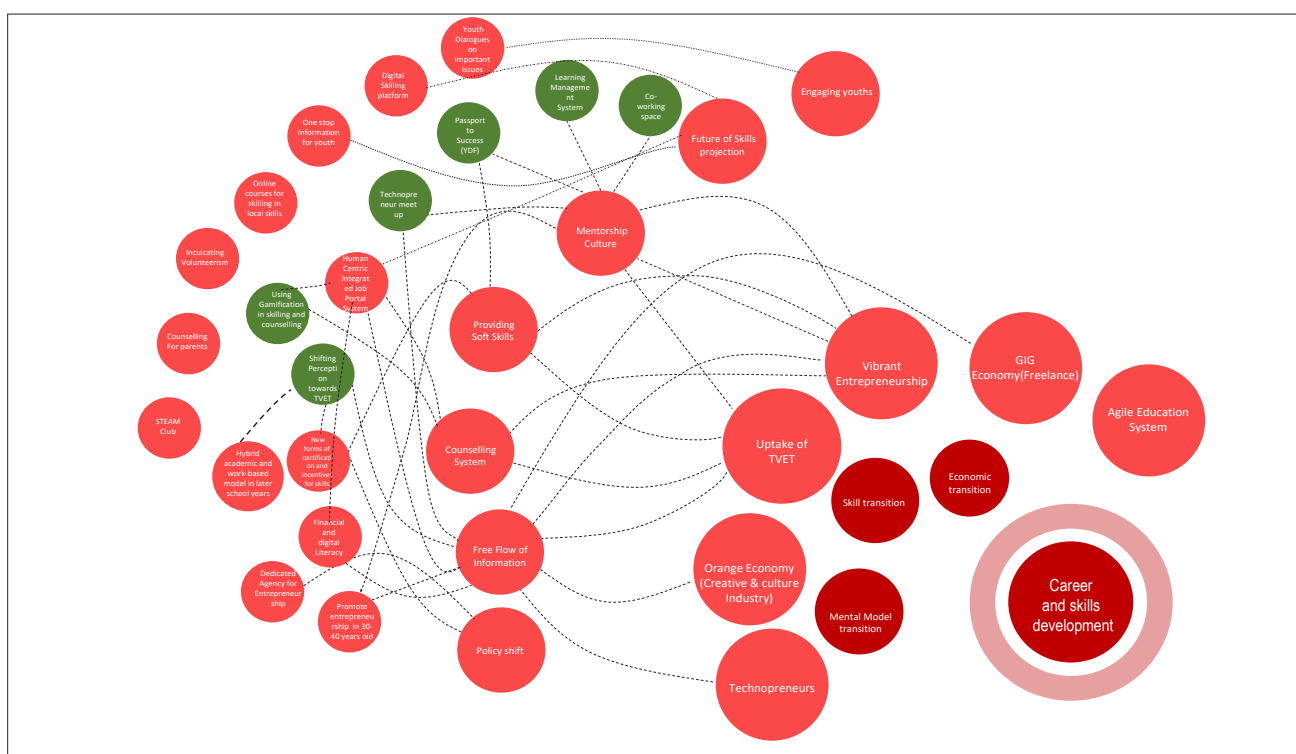 Youth
Dialogues
on
important
issues
Digital
Skilling
platform
Learning
Manageme
nt
System
Co-
working
space
Engaging youths
One stop
Information
for youth
Passport
to
Success
(YDF)
Future of Skills
projection
Online
courses for
skilling in
local skills
Technopre
neur meet
up
Mentorship
Culture
Inculcating
Volunteerism
Human
Centric
Integrat
ed Job
Portal
System
Using
Gamification
in skilling and
counselling
Providing
Soft Skills
Counselling
For parents
Shifting
Percepti
on
towards
TVET
Vibrant
Entrepreneurship
GIG
Economy(Freelance)
Agile Education
System
STEAM
Club
Hybrid
academic and
work-based
model in later
school years
New
forms of
certificati
on and
incentives
for skills
Counselling
System
Uptake of
TVET
Skill transition
Economic
transition
Financial
and
digital
Literacy
Free Flow of
Information
Orange Economy
(Creative & culture
Industry)
Mental Model
transition
Career
and skills
development
Dedicated
Agency for
Entrepreneur
ship
Promote
entrepreneu
rship in 30-
40 years old
Policy shift
Technopreneurs